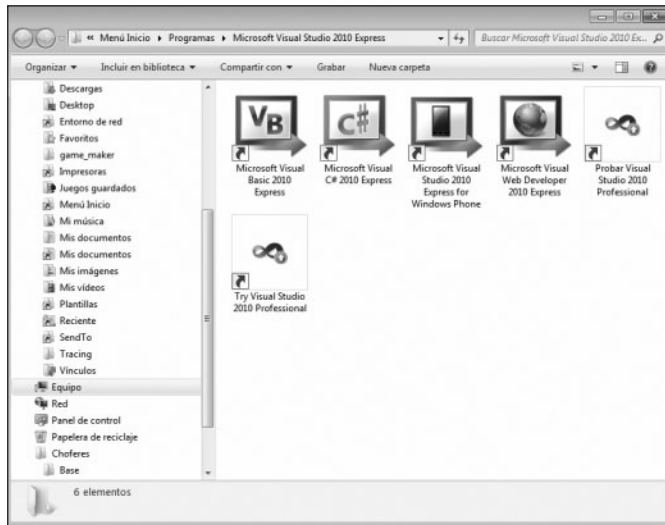 « Menú Inicio ▸ Programas ▸ Microsoft Visual Studio 2010 Express
Buscar Microsoft Visual Studio 2010 Ex...
Organizar Incluir en biblioteca Compartir con Grabar Nueva carpeta
Descargas
Desktop
Entorno de red
Favoritos
game_maker
Impresoras
Juegos guardados
Menú Inicio
Mi música
Mis documentos
Mis documentos
Mis imágenes
Mis vídeos
Plantillas
Reciente
SendTo
Tracing
Vínculos
Equipo
Red
Panel de control
Papelera de reciclaje
Choferes
Base
VB
Microsoft Visual
Basic 2010
Express
C#
Microsoft Visual
C# 2010 Express
Microsoft Visual
Studio 2010
Express for
Windows Phone
Microsoft Visual
Web Developer
2010 Express
Probar Visual
Studio 2010
Professional
Try Visual Studio
2010 Professional
6 elementos